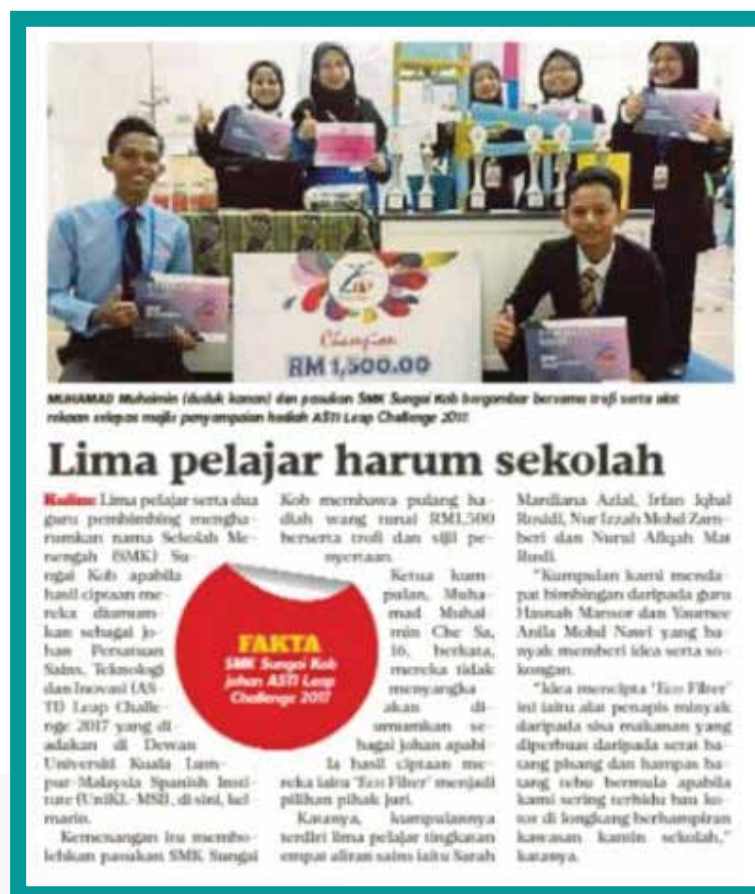 Champion
RM 1,500.00
MUHAMAD Muhaimin (duduk kanan) dan pasukan SMK Sungai Kob bergambar bersama trofi serta alat
rekaan selepas majlis penyampaian hadiah ASTI Leap Challenge 2017.
Lima pelajar harum sekolah
Kulim: Lima pelajar serta dua
guru pembimbing mengha-
rumkan nama Sekolah Me-
nengah (SMK) Su-
ngai Kob apabila
hasil ciptaan me-
reka diumum-
kan sebagai jo-
han Persatuan
Sains, Teknologi
dan Inovasi (AS-
TI) Leap Challe-
nge 2017 yang di
adakan di Dewan
Universiti Kuala Lum-
pur-Malaysia Spanish Insti-
tute (UniKL-MSI), di sini, kel-
marin.
Kemenangan itu membo-
lehkan pasukan SMK Sungai
Kob membawa pulang ha-
diah wang tunai RM1,500
berserta trofi dan sijil pe-
nyertaan.
Ketua kum-
pulan, Muha-
mad Muhai-
min Che Sa,
16, berkata,
mereka tidak
menyangka
akan di-
umumkan se-
bagai johan apabi-
la hasil ciptaan me-
reka iaitu 'Eco Filter' menjadi
pilihan pihak juri.
Katanya, kumpulannya
terdiri lima pelajar tingkatan
empat aliran sains iaitu Sarah
Mardiana Azlal, Irfan Iqbal
Rosidi, Nur Izzah Mohd Zam-
beri dan Nurul Afiqah Mat
Rusli.
"Kumpulan kami menda-
pat bimbingan daripada guru
Hasnah Mansor dan Yusmee
Anila Mohd Nawi yang ba-
nyak memberi idea serta so-
kongan.
"Idea mencipta 'Eco Filter'
ini iaitu alat penapis minyak
daripada sisa makanan yang
diperbuat daripada serat ba-
tang pisang dan hampas ba-
tang tebu bermula apabila
kami sering terhidu bau ko-
tor di longkang berhampiran
kawasan kantin sekolah,"
katanya.
FAKTA
SMK Sungai Kob
johan ASTI Leap
Challenge 2017